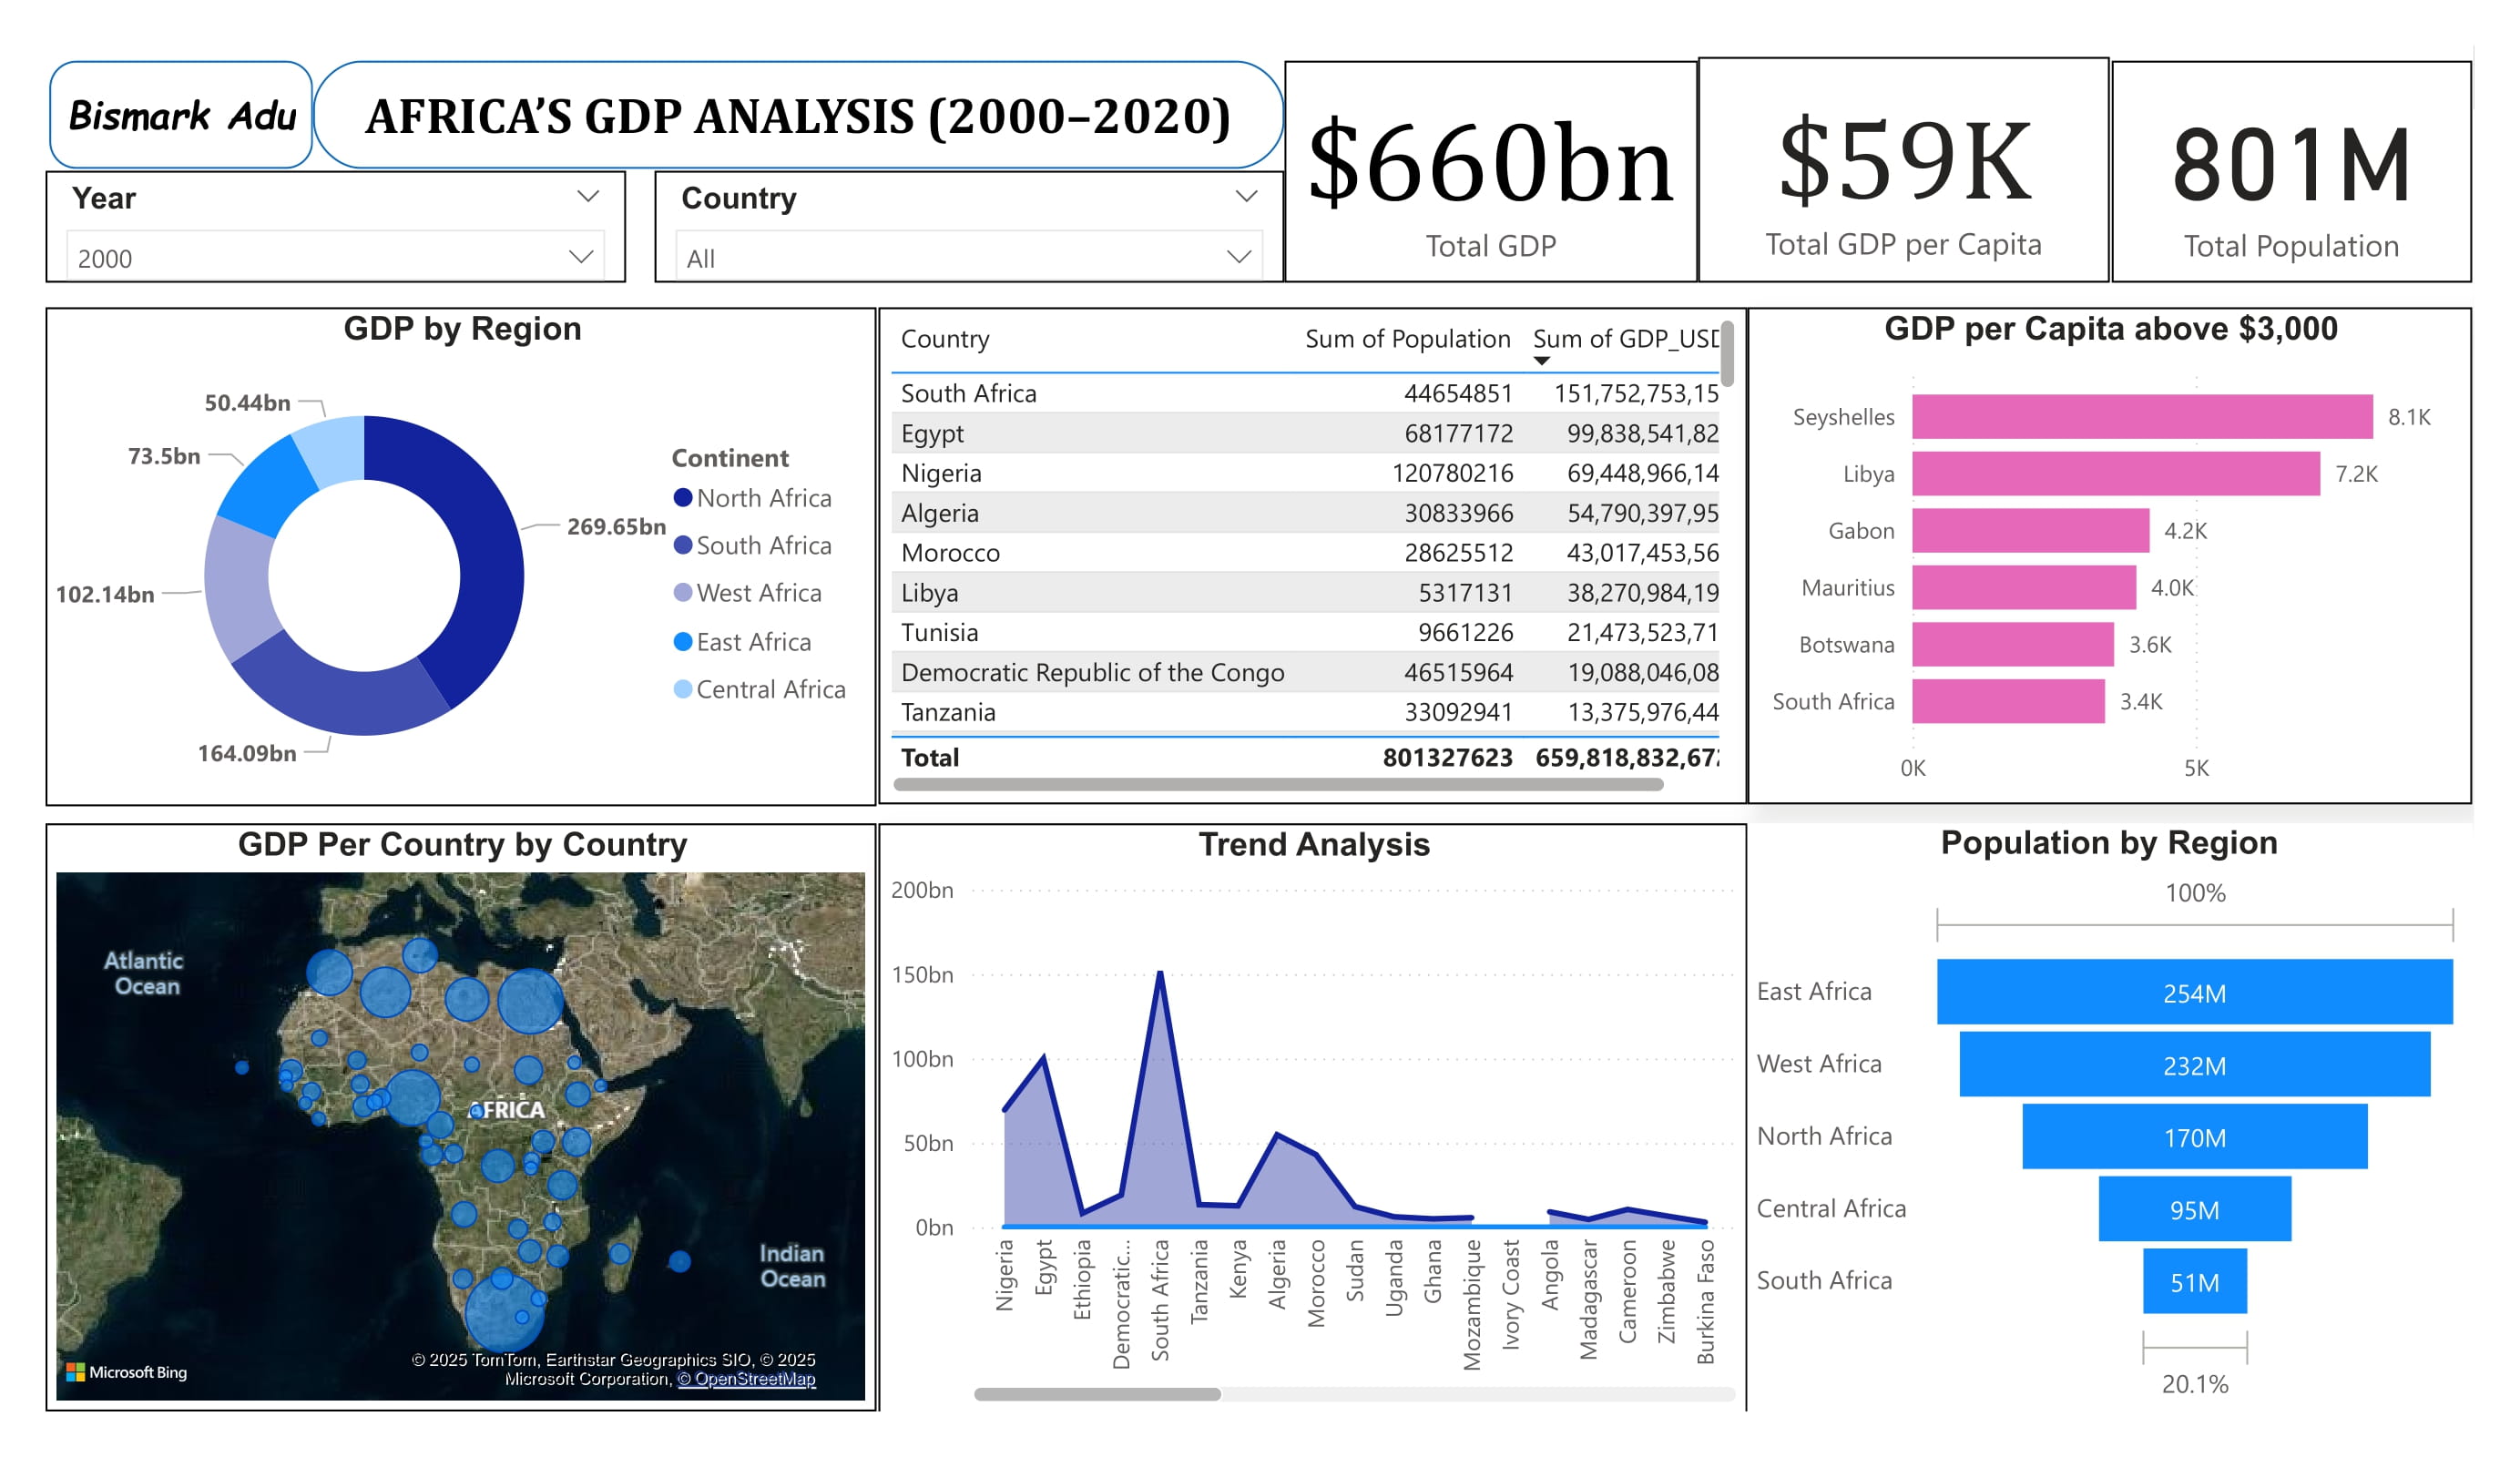 Bismark Adu
AFRICA’S GDP ANALYSIS (2000–2020)
$660bn
Total GDP
$59K
Total GDP per Capita
801M
Total Population
Year
2000
Country
All
GDP by Region
50.44bn
73.5bn
102.14bn
164.09bn
269.65bn
Continent
North Africa
South Africa
West Africa
East Africa
Central Africa
Country Sum of Population Sum of GDP_USD
South Africa 44654851 151,752,753,15
Egypt 68177172 99,838,541,82
Nigeria 120780216 69,448,966,14
Algeria 30833966 54,790,397,95
Morocco 28625512 43,017,453,56
Libya 5317131 38,270,984,19
Tunisia 9661226 21,473,523,71
Democratic Republic of the Congo 46515964 19,088,046,08
Tanzania 33092941 13,375,976,44
Total 801327623 659,818,832,67
GDP per Capita above $3,000
Seyshelles 8.1K
Libya 7.2K
Gabon 4.2K
Mauritius 4.0K
Botswana 3.6K
South Africa 3.4K
0K 5K
GDP Per Country by Country
Atlantic
Ocean
AFRICA
Indian
Ocean
Microsoft Bing
© 2025 TomTom, Earthstar Geographics SIO, © 2025
Microsoft Corporation, © OpenStreetMap
Trend Analysis
200bn
150bn
100bn
50bn
0bn
Nigeria
Egypt
Ethiopia
Democratic...
South Africa
Tanzania
Kenya
Algeria
Morocco
Sudan
Uganda
Ghana
Mozambique
Ivory Coast
Angola
Madagascar
Cameroon
Zimbabwe
Burkina Faso
Population by Region
100%
East Africa 254M
West Africa 232M
North Africa 170M
Central Africa 95M
South Africa 51M
20.1%